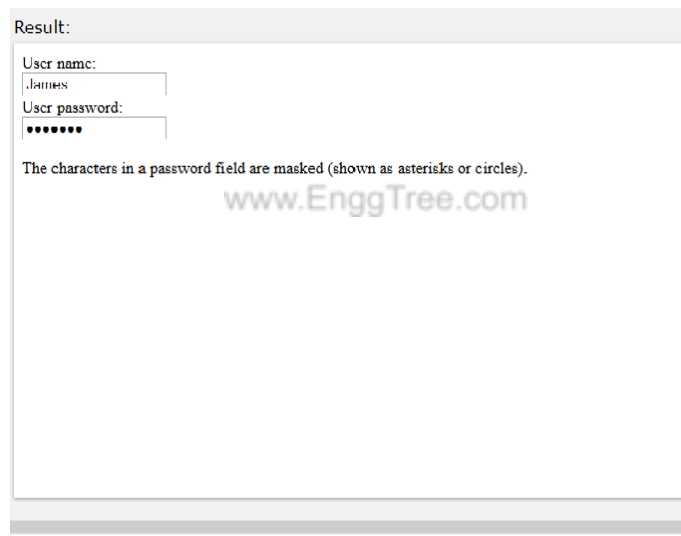 Result:
User name:
James
User password:
•••••••
The characters in a password field are masked (shown as asterisks or circles).
www.EnggTree.com